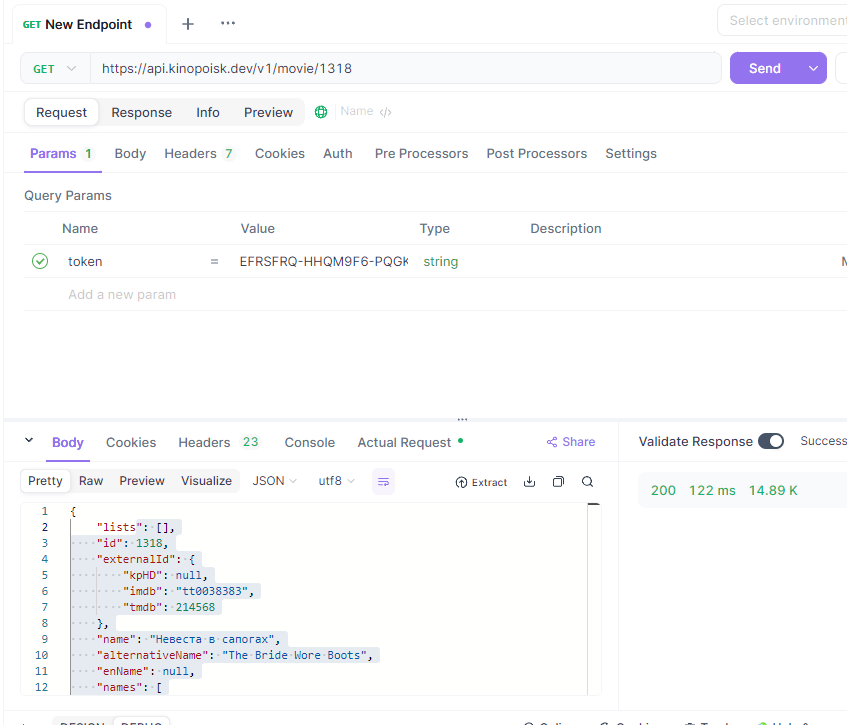 GET New Endpoint
Select environment
GET https://api.kinopoisk.dev/v1/movie/1318 Send
Request Response Info Preview Name </>
Params 1 Body Headers 7 Cookies Auth Pre Processors Post Processors Settings
Query Params
Name Value Type Description
token = EFRSFRQ-HHQM9F6-PQGK string
Add a new param
Body Cookies Headers 23 Console Actual Request Share Validate Response Success
Pretty Raw Preview Visualize JSON utf8 Extract
200 122 ms 14.89 K
1 {
2 "lists": [],
3 "id": 1318,
4 "externalId": {
5 "kpHD": null,
6 "imdb": "tt0038383",
7 "tmdb": 214568
8 },
9 "name": "Невеста в сапогах",
10 "alternativeName": "The Bride Wore Boots",
11 "enName": null,
12 "names": [